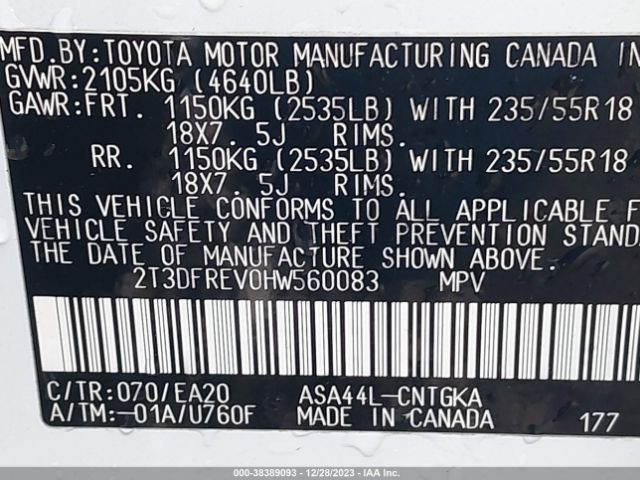 MFD.BY:TOYOTA MOTOR MANUFACTURING CANADA IN
GVWR:2105KG (4640LB)
GAWR:FRT. 1150KG (2535LB) WITH 235/55R18
18X7. 5J RIMS.
RR. 1150KG (2535LB) WITH 235/55R18
18X7. 5J RIMS.
THIS VEHICLE CONFORMS TO ALL APPLICABLE F
VEHICLE SAFETY AND THEFT PREVENTION STAND
THE DATE OF MANUFACTURE SHOWN ABOVE.
2T3DFREV0HW560083 MPV
C/TR:070/EA20 ASA44L-CNTGKA
A/TM:-01A/U760F MADE IN CANADA 177
000-38389093 - 12/28/2023 - IAA Inc.